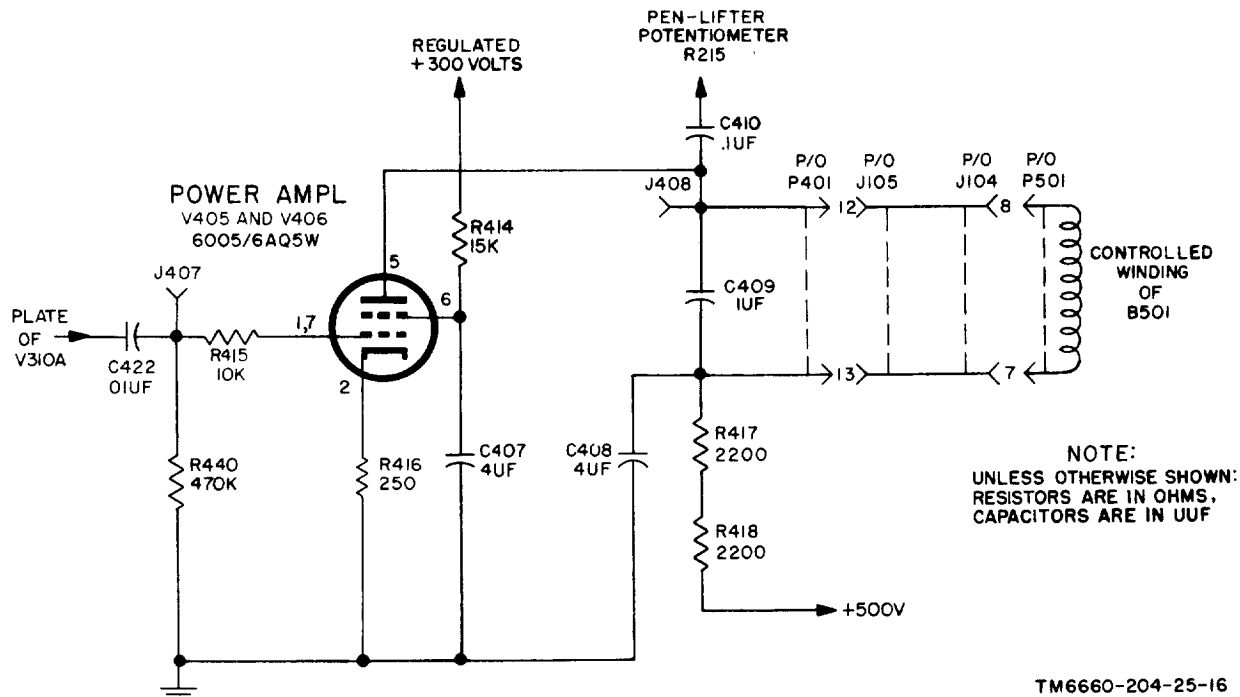 PEN-LIFTER
POTENTIOMETER
R215
REGULATED
+300 VOLTS
C410
.1UF
POWER AMPL
V405 AND V406
6005/6AQ5W
J407
PLATE
OF
V310A
C422
01UF
R415
10K
1,7
5
6
2
R414
15K
J408
P/O
P401
P/O
J105
P/O
J104
P/O
P501
12
8
C409
1UF
CONTROLLED
WINDING
OF
B501
13
7
R440
470K
R416
250
C407
4UF
C408
4UF
R417
2200
R418
2200
+500V
NOTE:
UNLESS OTHERWISE SHOWN:
RESISTORS ARE IN OHMS,
CAPACITORS ARE IN UUF
TM6660-204-25-16